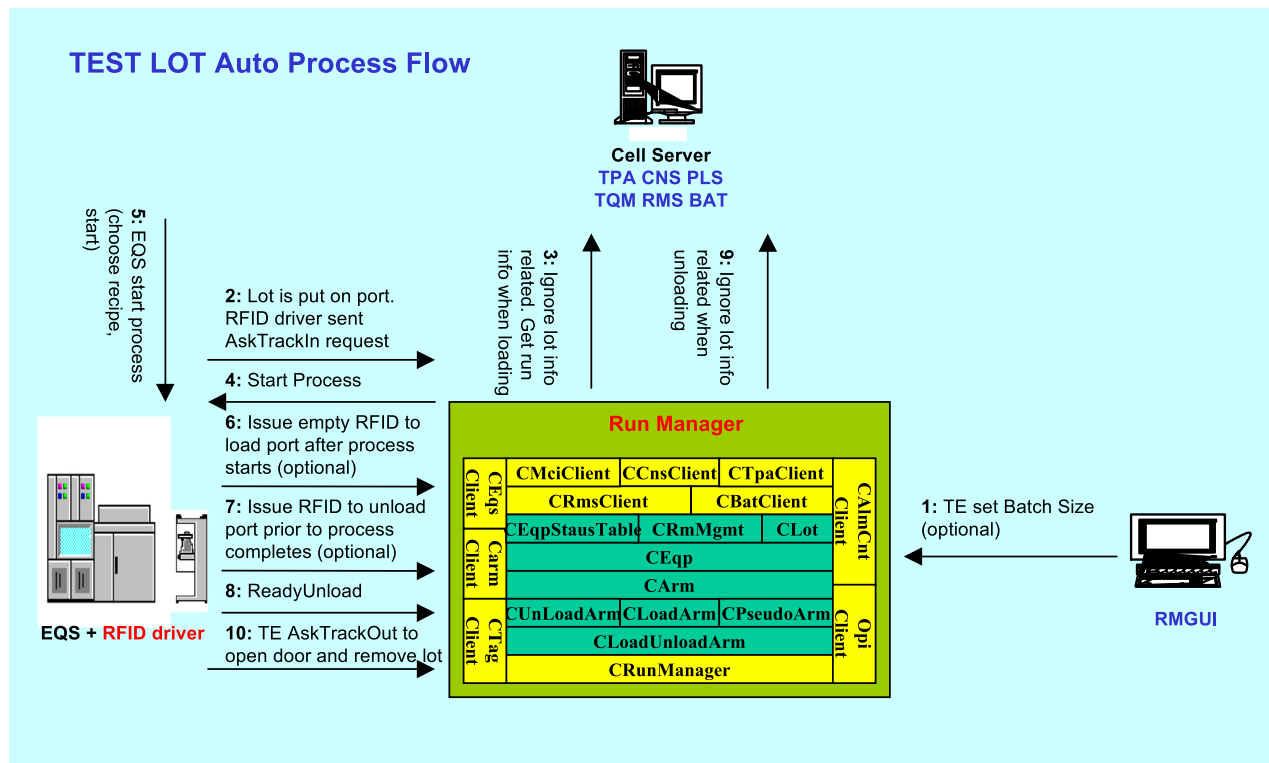 TEST LOT Auto Process Flow
Cell Server
TPA CNS PLS
TQM RMS BAT
5: EQS start process
(choose recipe,
start)
2: Lot is put on port.
RFID driver sent
AskTrackIn request
4: Start Process
6: Issue empty RFID to
load port after process
starts (optional)
7: Issue RFID to unload
port prior to process
completes (optional)
8: ReadyUnload
10: TE AskTrackOut to
open door and remove lot
EQS + RFID driver
3: Ignore lot info
related. Get run
info when loading
9: Ignore lot info
related when
unloading
Run Manager
CEqs
Client
Carm
Client
CTag
Client
CMciClient CCnsClient CTpaClient
CRmsClient CBatClient
CEqpStausTable CRmMgmt CLot
CEqp
CArm
CUnLoadArm CLoadArm CPseudoArm
CLoadUnloadArm
CRunManager
CAlmCnt
Client
Opi
Client
1: TE set Batch Size
(optional)
RMGUI